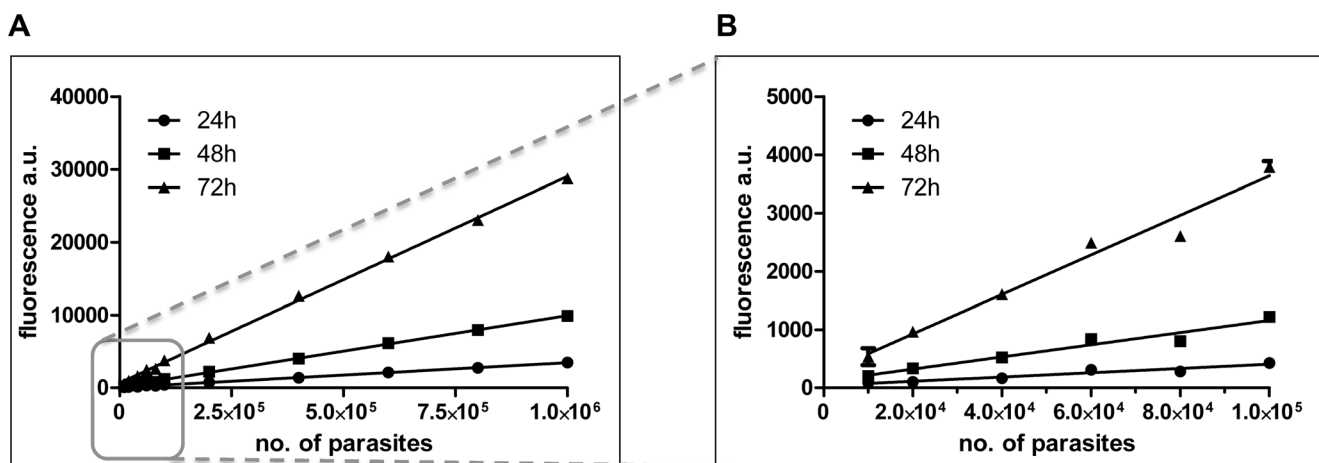 A
fluorescence a.u.
40000
30000
20000
10000
0
24h
48h
72h
0 2.5×10⁵ 5.0×10⁵ 7.5×10⁵ 1.0×10⁶
no. of parasites
B
fluorescence a.u.
5000
4000
3000
2000
1000
0
24h
48h
72h
0 2.0×10⁴ 4.0×10⁴ 6.0×10⁴ 8.0×10⁴ 1.0×10⁵
no. of parasites